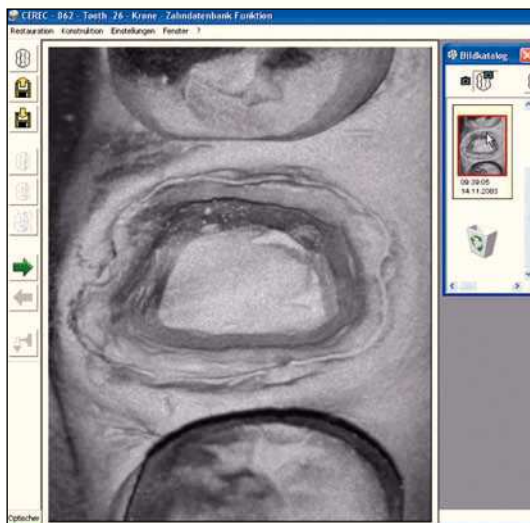 CEREC - 062 - Tooth 26 - Krone - Zahndatenbank Funktion
Restauration Konstruktion Einstellungen Fenster ?
Bildkatalog
09:39:05
14.11.2003
Optischer